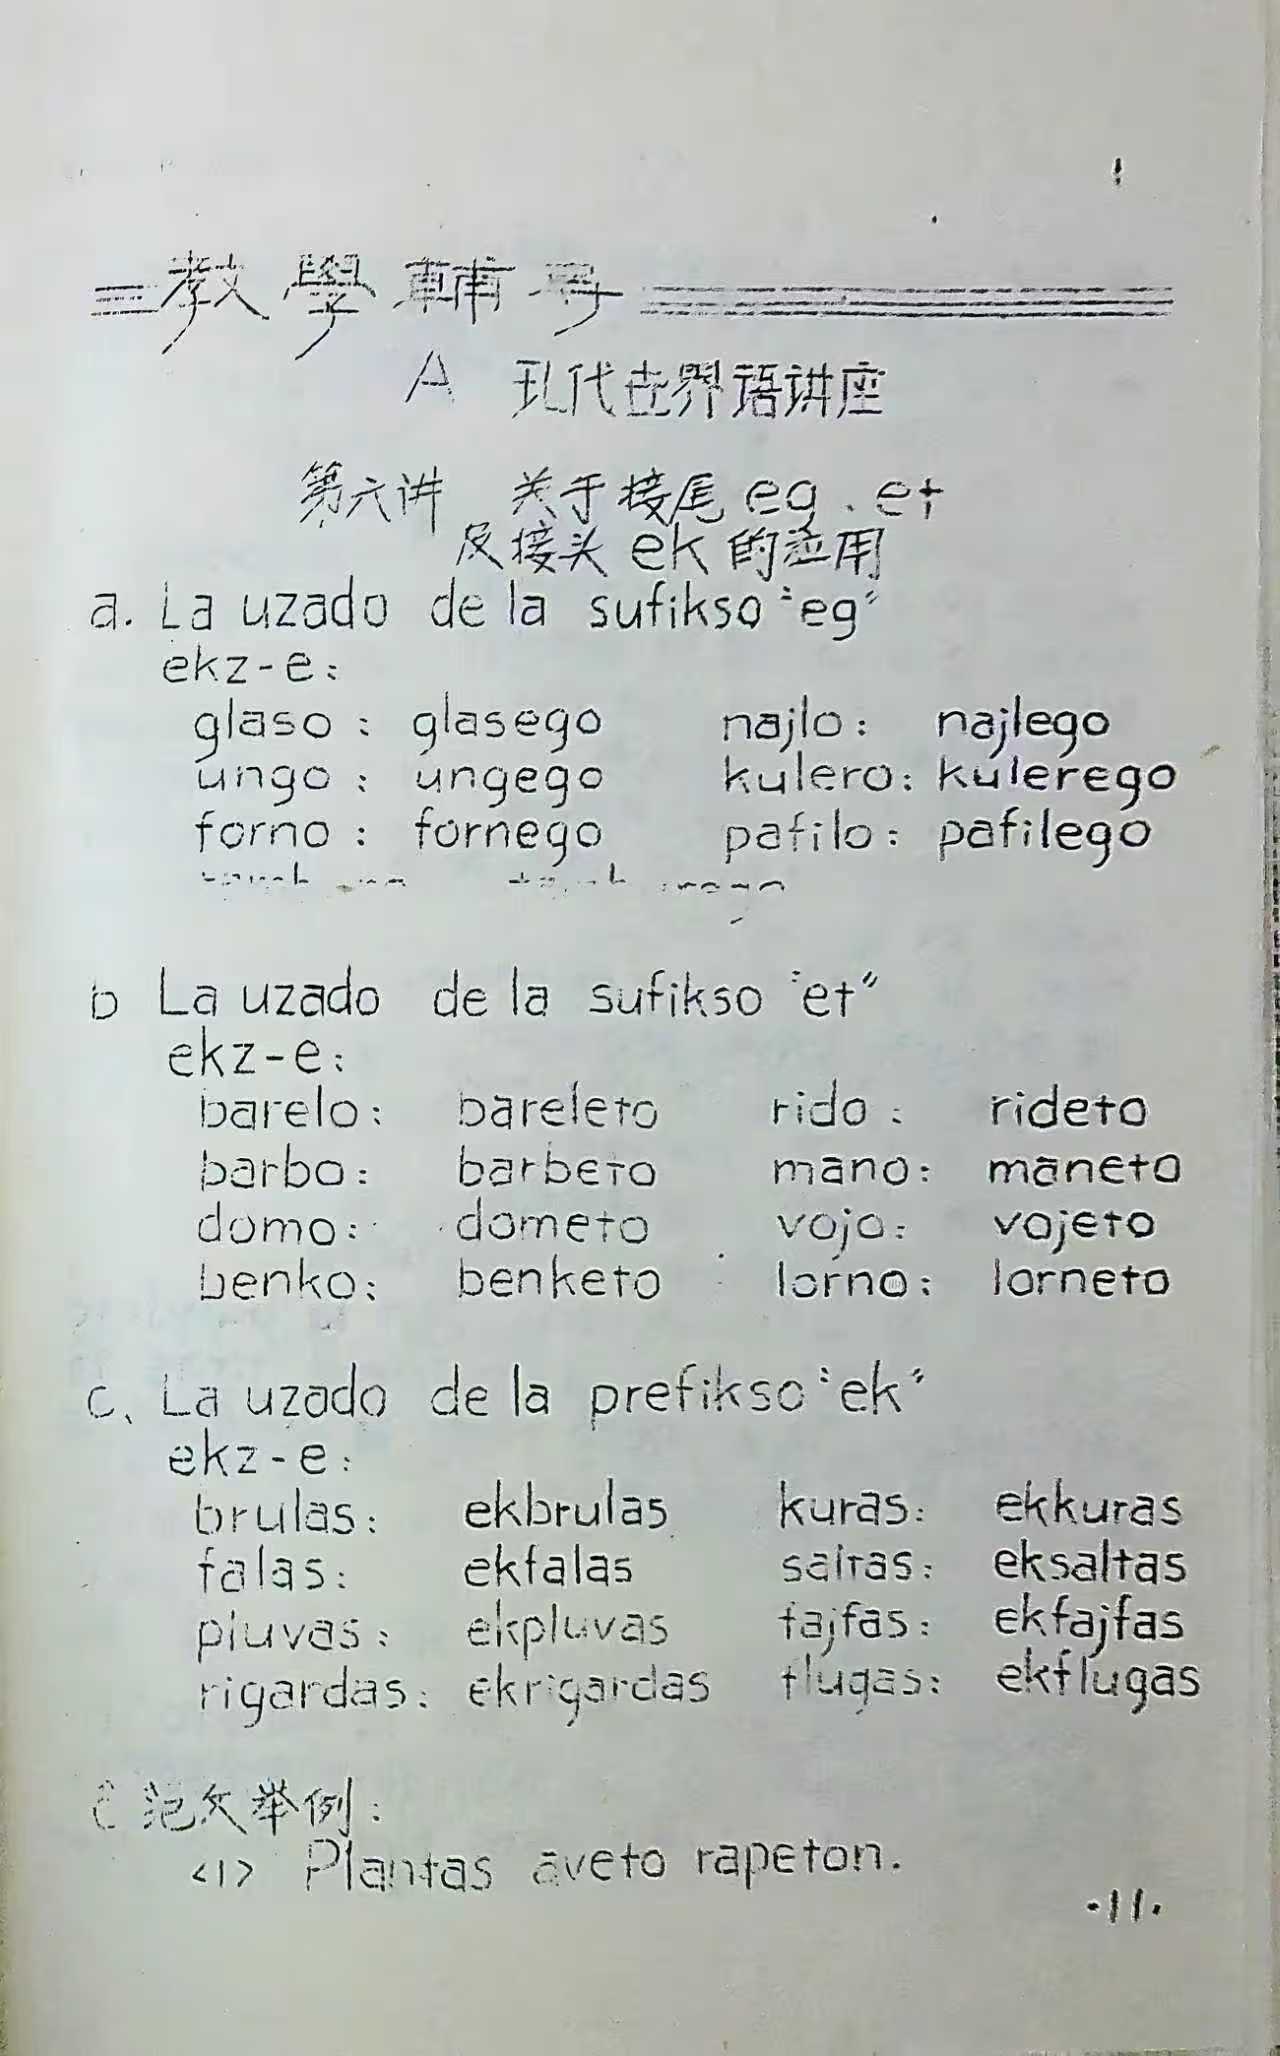 教學輔导
A 现代世界语讲座
第六讲 关于接尾eg.et
及接头ek的应用
a. La uzado de la sufikso "eg"
ekz-e:
glaso: glasego najlo: najlego
ungo: ungego kulero: kulerego
forno: fornego pafilo: pafilego
b La uzado de la sufikso "et"
ekz-e:
barelo: bareleto rido: rideto
barbo: barbeto mano: maneto
domo: dometo vojo: vojeto
benko: benketo lorno: lorneto
c、La uzado de la prefikso "ek"
ekz-e:
brulas: ekbrulas kuras: ekkuras
falas: ekfalas saltas: eksaltas
pluvas: ekpluvas fajfas: ekfajfas
rigardas: ekrigardas flugas: ekflugas
范文举例:
<1> Plantas aveto rapeton.
·11·